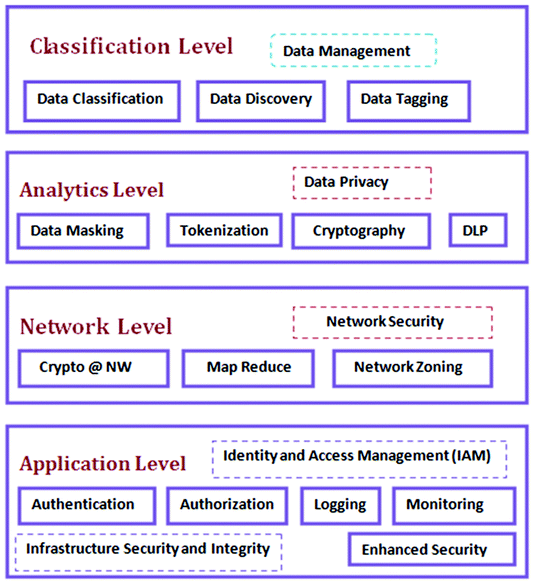 Classification Level
Data Management
Data Classification
Data Discovery
Data Tagging
Analytics Level
Data Privacy
Data Masking
Tokenization
Cryptography
DLP
Network Level
Network Security
Crypto @ NW
Map Reduce
Network Zoning
Application Level
Identity and Access Management (IAM)
Authentication
Authorization
Logging
Monitoring
Infrastructure Security and Integrity
Enhanced Security